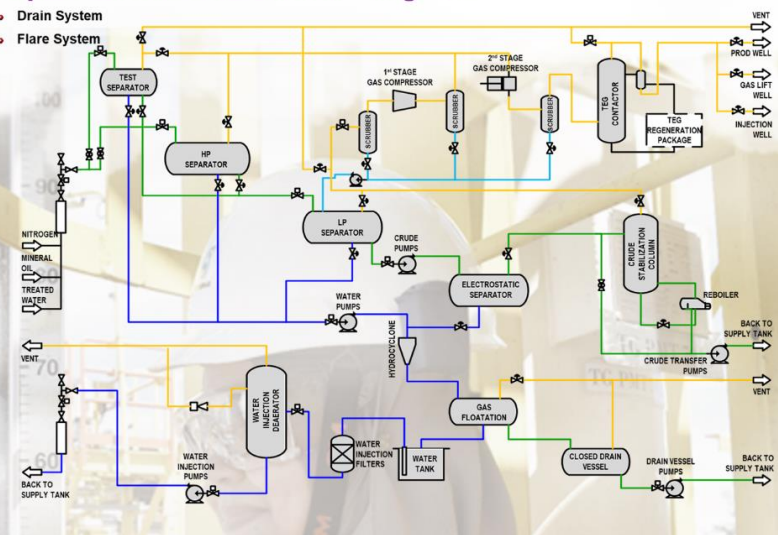 Drain System
Flare System
VENT
PROD WELL
GAS LIFT
WELL
INJECTION
WELL
TEST
SEPARATOR
HP
SEPARATOR
1st STAGE
GAS COMPRESSOR
2nd STAGE
GAS COMPRESSOR
SCRUBBER
SCRUBBER
SCRUBBER
TEG
CONTACTOR
TEG
REGENERATION
PACKAGE
NITROGEN
MINERAL
OIL
TREATED
WATER
LP
SEPARATOR
CRUDE
PUMPS
ELECTROSTATIC
SEPARATOR
CRUDE
STABILIZATION
COLUMN
REBOILER
WATER
PUMPS
HYDROCYCLONE
BACK TO
SUPPLY TANK
CRUDE TRANSFER
PUMPS
VENT
VENT
WATER
INJECTION
DEAERATOR
GAS
FLOATATION
WATER
INJECTION
FILTERS
WATER
TANK
CLOSED DRAIN
VESSEL
WATER
INJECTION
PUMPS
BACK TO
SUPPLY TANK
DRAIN VESSEL
PUMPS
BACK TO
SUPPLY TANK
90
70
60